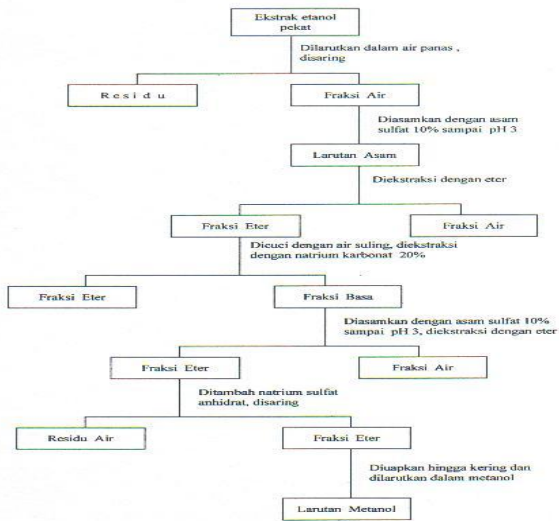 Ekstrak etanol
pekat
Dilarutkan dalam air panas ,
disaring
Residu
Fraksi Air
Diasamkan dengan asam
sulfat 10% sampai pH 3
Larutan Asam
Diekstraksi dengan eter
Fraksi Eter
Fraksi Air
Dicuci dengan air suling, diekstraksi
dengan natrium karbonat 20%
Fraksi Eter
Fraksi Basa
Diasamkan dengan asam sulfat 10%
sampai pH 3, diekstraksi dengan eter
Fraksi Eter
Fraksi Air
Ditambah natrium sulfat
anhidrat, disaring
Residu Air
Fraksi Eter
Diuapkan hingga kering dan
dilarutkan dalam metanol
Larutan Metanol